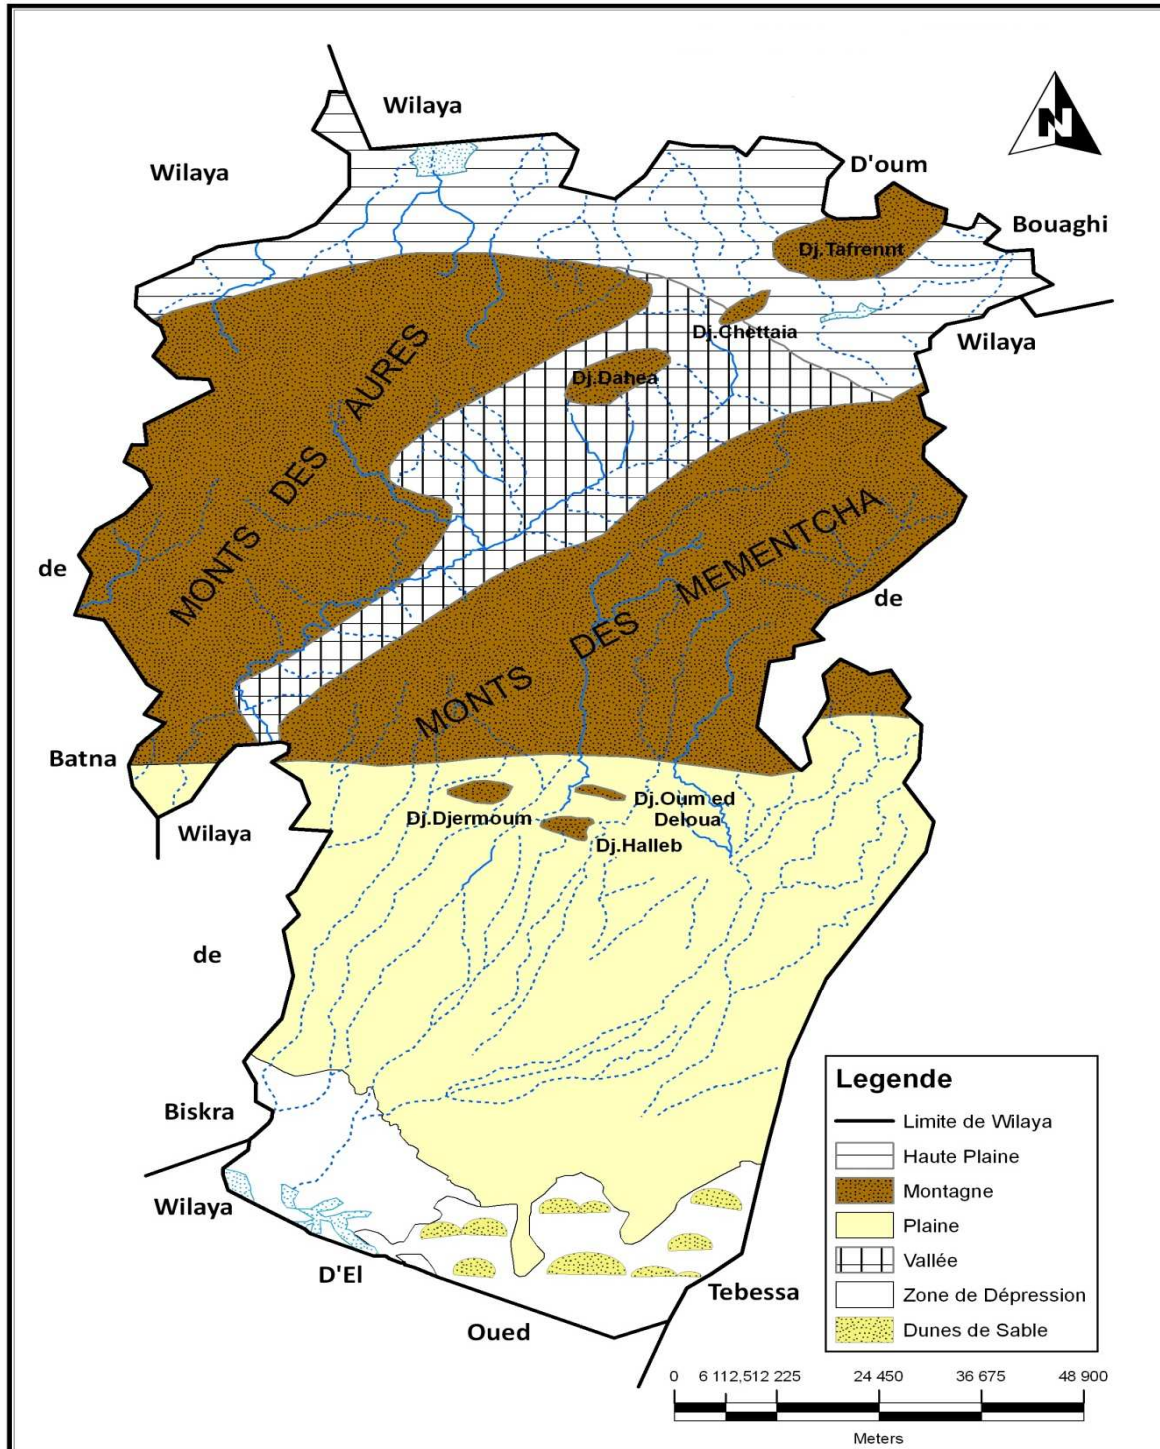 Wilaya
Wilaya
D'oum
N
Bouaghi
Dj.Tafrennt
Dj.Chettaia
Wilaya
Dj.Dahea
MONTS DES AURES
MONTS DES MEMENTCHA
de
de
Batna
Dj.Djermoum
Dj.Oum ed
Deloua
Wilaya
Dj.Halleb
de
Biskra
Wilaya
D'El
Oued
Tebessa
Legende
Limite de Wilaya
Haute Plaine
Montagne
Plaine
Vallée
Zone de Dépression
Dunes de Sable
0 6 112,512 225 24 450 36 675 48 900
Meters